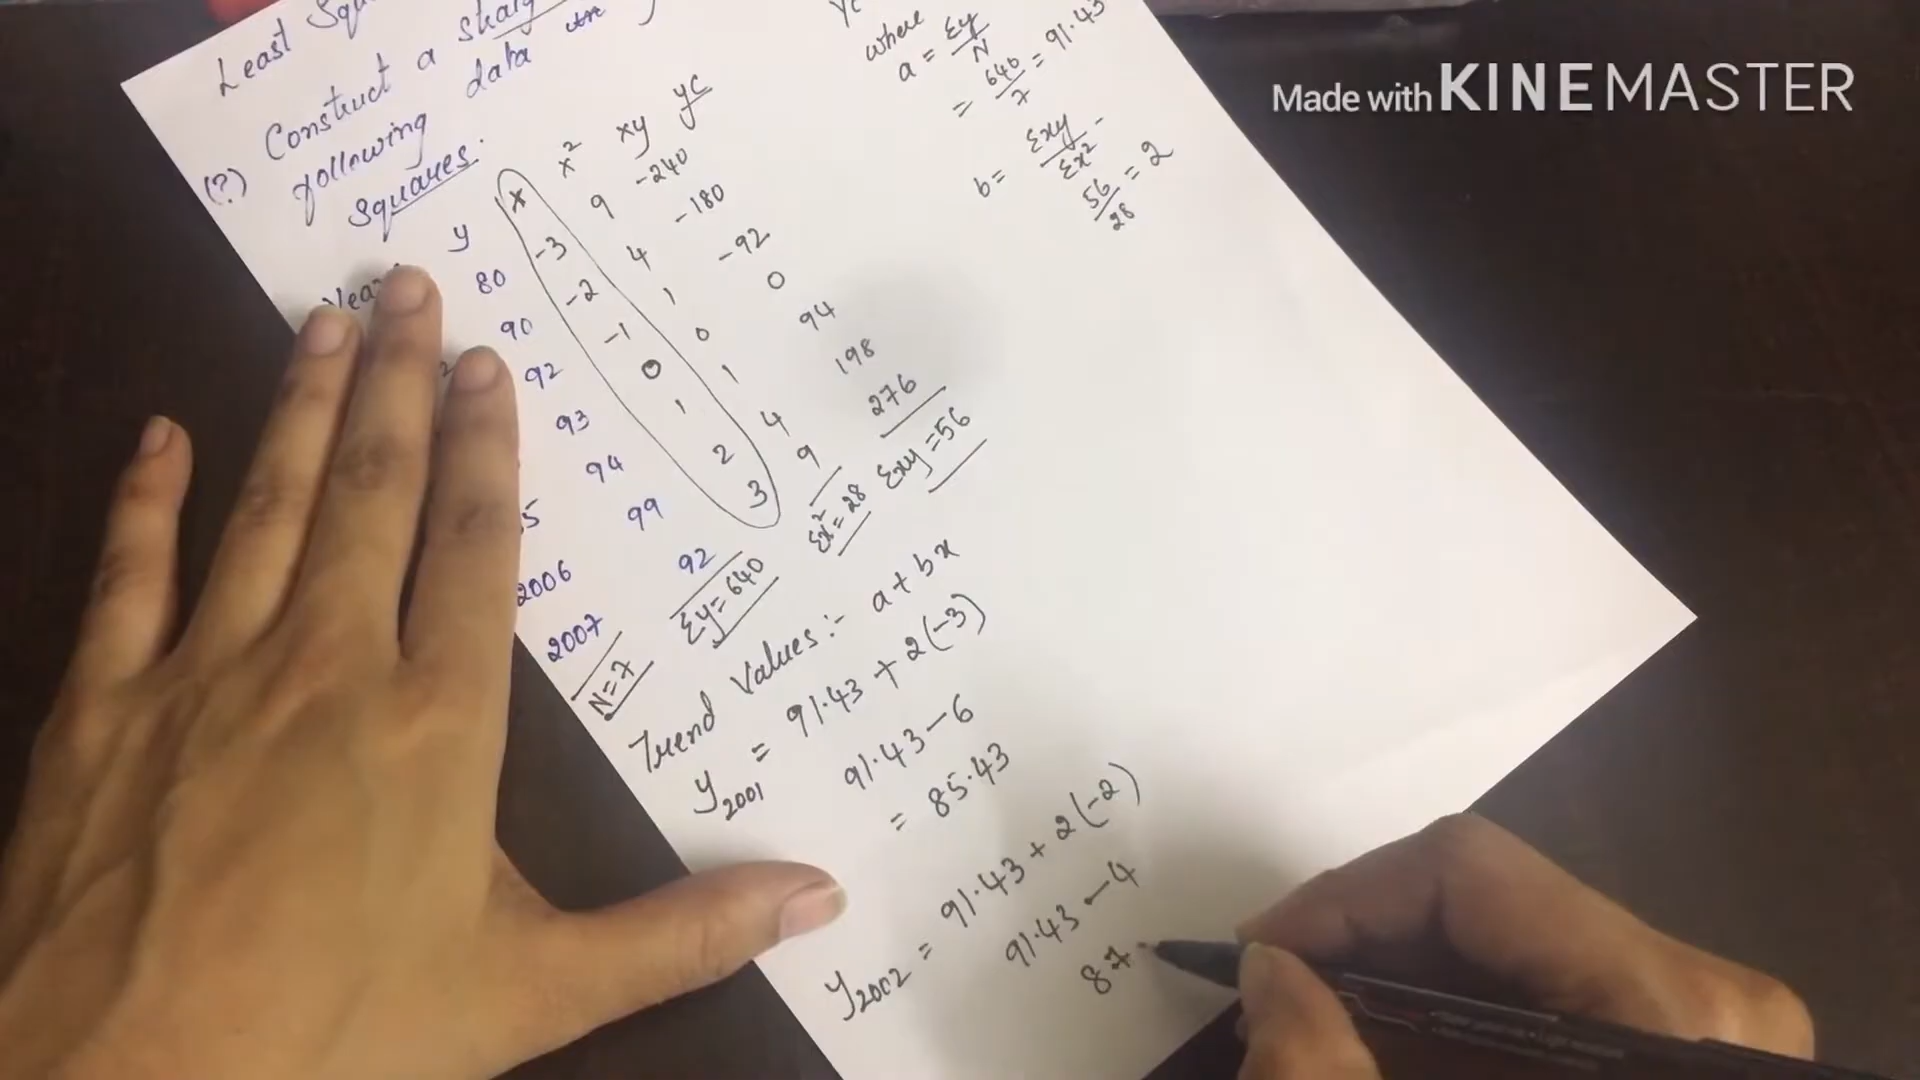 Least Squ
(?) Construct a
following data
squares.
y x x² xy yc
80 -3 9 -240
90 -2 4 -180
92 -1 1 -92
93 0 0 0
94 1 1 94
5 99 2 4 198
2006 92 3 9 276
2007
N=7 Σy=640 Σx²=28 Σxy=56
Trend Values:- a+bx
y2001 = 91.43 + 2(-3)
91.43-6
= 85.43
y2002 = 91.43 + 2(-2)
91.43-4
87.
where
a = Σy/N
= 640/7 = 91.43
b = Σxy/Σx²
56/28 = 2
Made with KINEMASTER